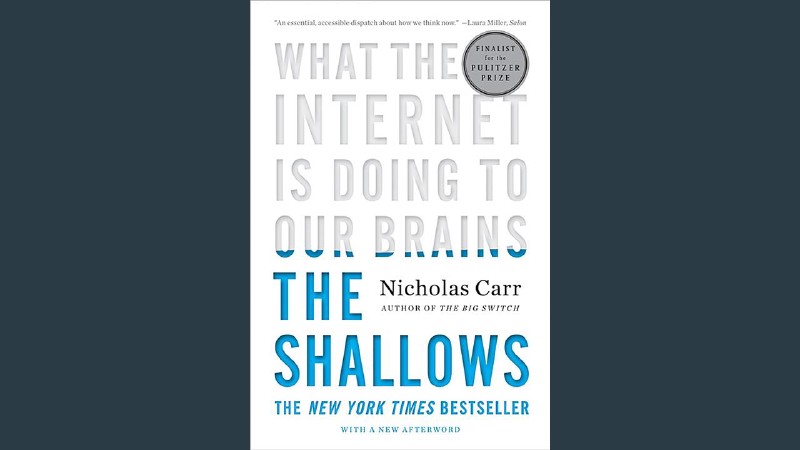 "An essential, accessible dispatch about how we think now." —Laura Miller, Salon
WHAT THE
FINALIST
for the
PULITZER
PRIZE
INTERNET
IS DOING TO
OUR BRAINS
THE
Nicholas Carr
AUTHOR OF THE BIG SWITCH
SHALLOWS
THE NEW YORK TIMES BESTSELLER
WITH A NEW AFTERWORD